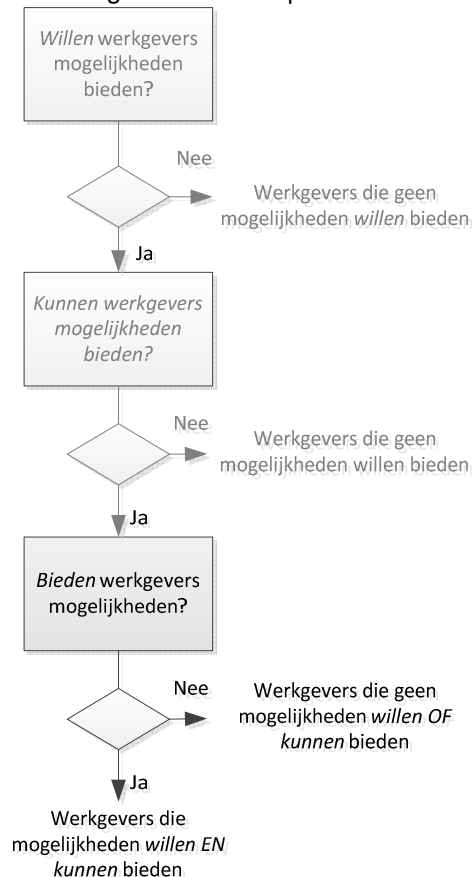 Willen werkgevers
mogelijkheden
bieden?
Nee
Werkgevers die geen
mogelijkheden willen bieden
Ja
Kunnen werkgevers
mogelijkheden
bieden?
Nee
Werkgevers die geen
mogelijkheden willen bieden
Ja
Bieden werkgevers
mogelijkheden?
Nee
Werkgevers die geen
mogelijkheden willen OF
kunnen bieden
Ja
Werkgevers die
mogelijkheden willen EN
kunnen bieden